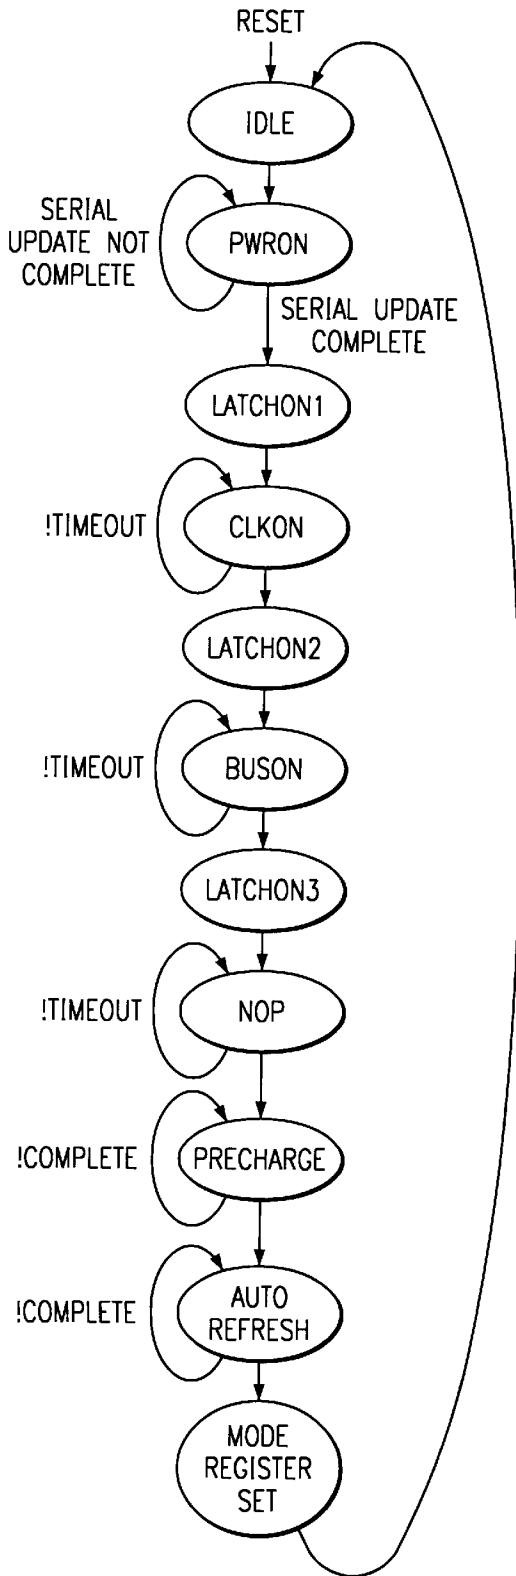 RESET
IDLE
SERIAL
UPDATE NOT
COMPLETE
PWRON
SERIAL UPDATE
COMPLETE
LATCHON1
!TIMEOUT
CLKON
LATCHON2
!TIMEOUT
BUSON
LATCHON3
!TIMEOUT
NOP
!COMPLETE
PRECHARGE
!COMPLETE
AUTO
REFRESH
MODE
REGISTER
SET